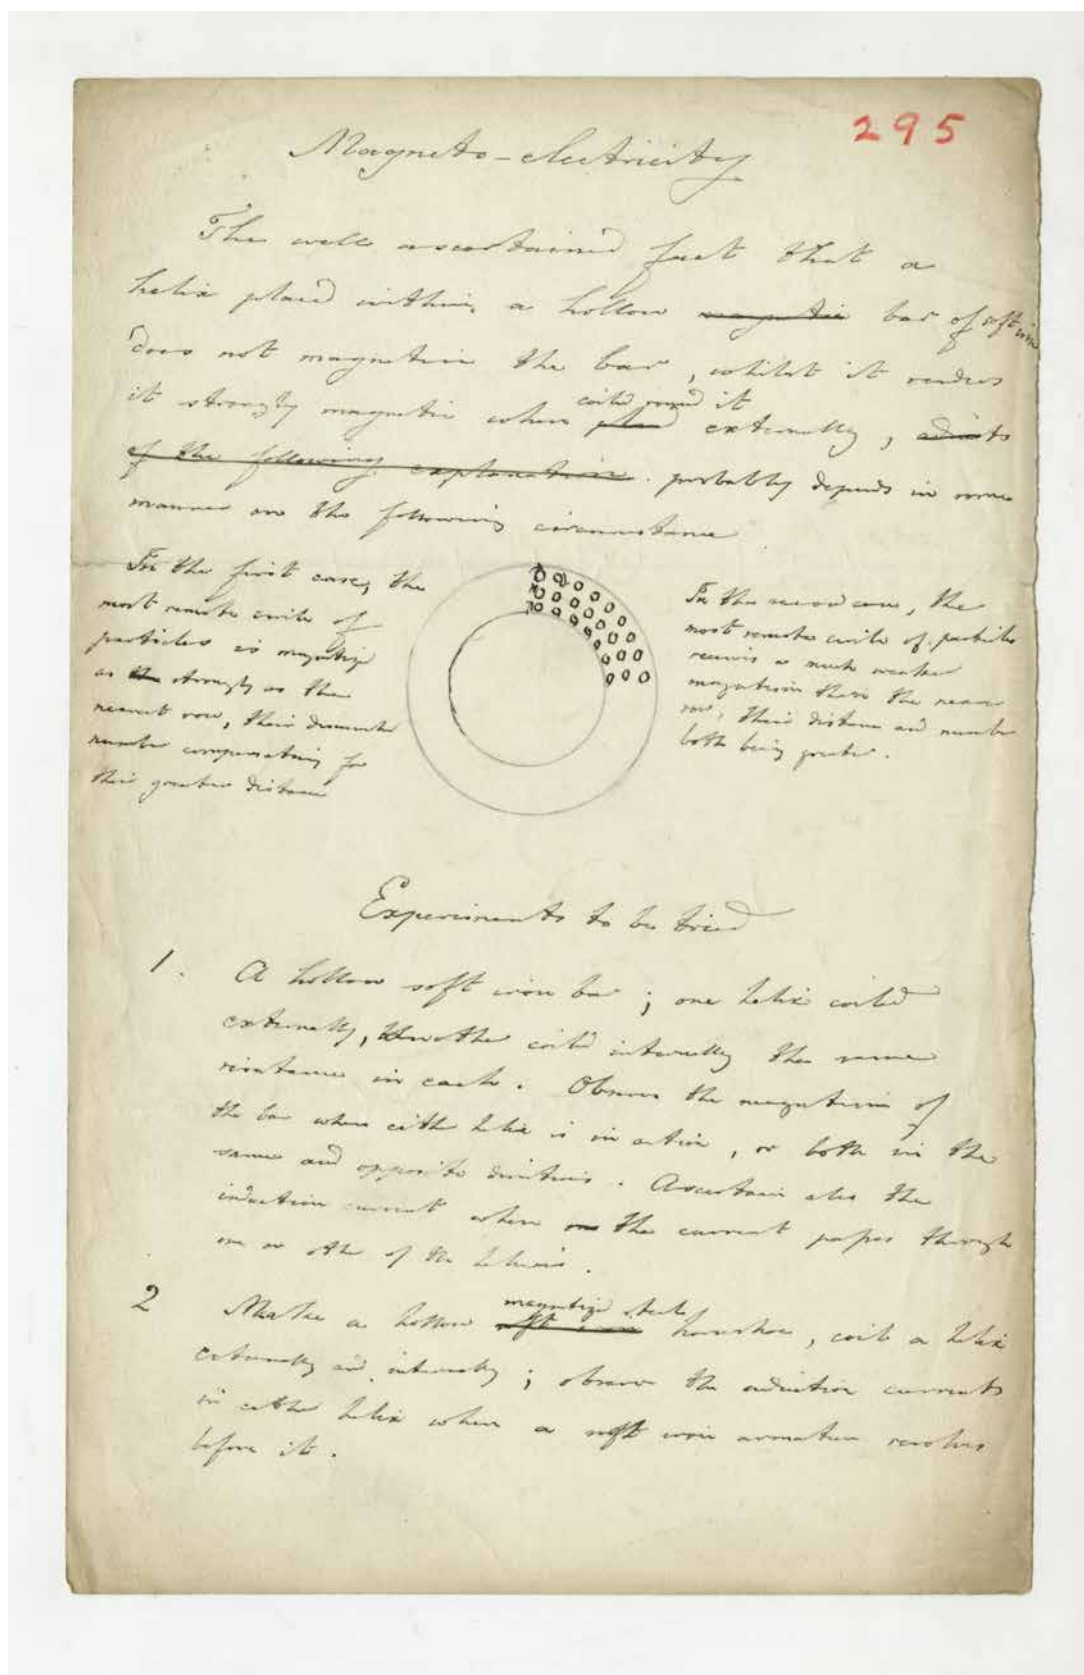 295
Magneto-electricity
The well ascertained fact that a
helix placed within a hollow magnetic bar of soft iron
does not magnetise the bar, whilst it renders
coiled round it
it strongly magnetic when placed externally, admits
of the following explanation. probably depends in some
manner on the following circumstance
In the first case, the
most remote circle of
particles is magnetized
as the strongly as the
nearest row, their diminished
number compensating for
their greater distance
In the second case, the
most remote circle of particles
receives a much weaker
magnetism than the nearer
row, their distance and number
both being greater.
Experiments to be tried
1. A hollow soft iron bar; one helix coiled
externally, another coiled internally the same
resistance in each. Observe the magnetism of
the bar when either helix is in action, or both in the
same and opposite directions. Ascertain also the
induction current when the current passes through
one or other of the helices.
magnetized steel
2 Make a hollow soft iron horseshoe, coil a helix
externally and internally; observe the induction currents
in either helix when a soft iron armature revolves
before it.